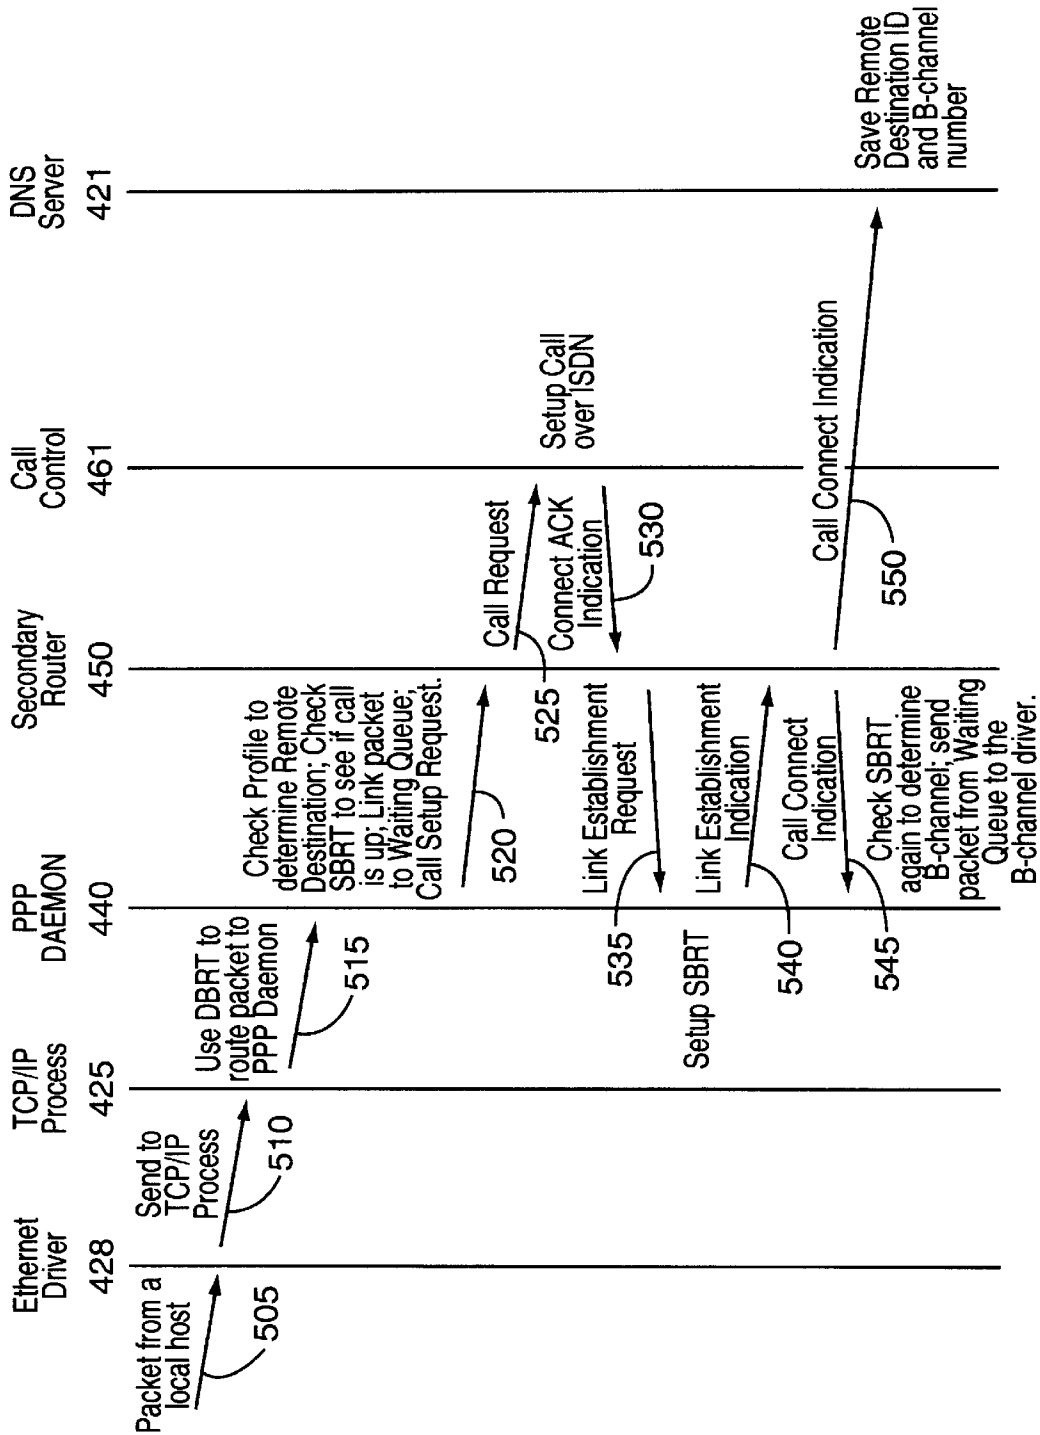 Ethernet
Driver
428
TCP/IP
Process
425
PPP
DAEMON
440
Secondary
Router
450
Call
Control
461
DNS
Server
421
Packet from a
local host
505
Send to
TCP/IP
Process
510
Use DBRT to
route packet to
PPP Daemon
515
Check Profile to
determine Remote
Destination; Check
SBRT to see if call
is up; Link packet
to Waiting Queue;
Call Setup Request.
520
Call Request
525
Setup Call
over ISDN
Connect ACK
Indication
530
Link Establishment
Request
535
Setup SBRT
Link Establishment
Indication
540
Call Connect
Indication
545
Check SBRT
again to determine
B-channel; send
packet from Waiting
Queue to the
B-channel driver.
Call Connect Indication
550
Save Remote
Destination ID
and B-channel
number